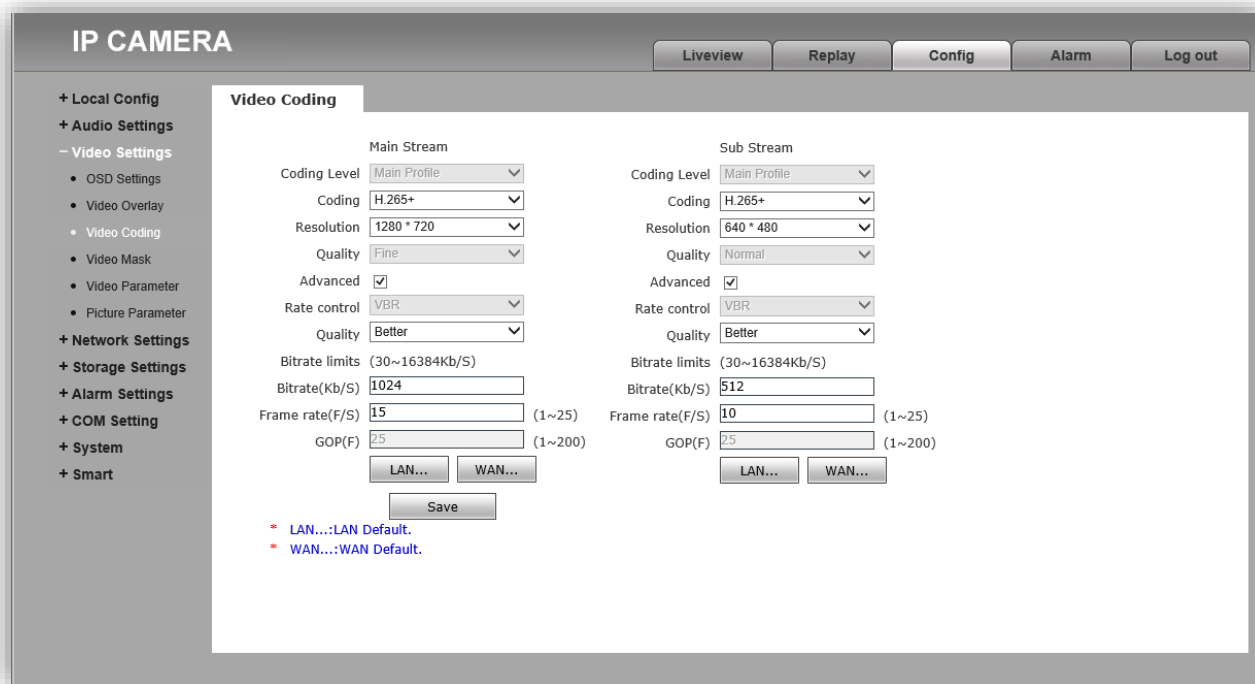 IP CAMERA
Liveview Replay Config Alarm Log out
+ Local Config
+ Audio Settings
− Video Settings
• OSD Settings
• Video Overlay
• Video Coding
• Video Mask
• Video Parameter
• Picture Parameter
+ Network Settings
+ Storage Settings
+ Alarm Settings
+ COM Setting
+ System
+ Smart
Video Coding
Main Stream
Coding Level Main Profile
Coding H.265+
Resolution 1280 * 720
Quality Fine
Advanced
Rate control VBR
Quality Better
Bitrate limits (30~16384Kb/S)
Bitrate(Kb/S) 1024
Frame rate(F/S) 15 (1~25)
GOP(F) 25 (1~200)
LAN... WAN...
Sub Stream
Coding Level Main Profile
Coding H.265+
Resolution 640 * 480
Quality Normal
Advanced
Rate control VBR
Quality Better
Bitrate limits (30~16384Kb/S)
Bitrate(Kb/S) 512
Frame rate(F/S) 10 (1~25)
GOP(F) 25 (1~200)
LAN... WAN...
Save
* LAN...:LAN Default.
* WAN...:WAN Default.